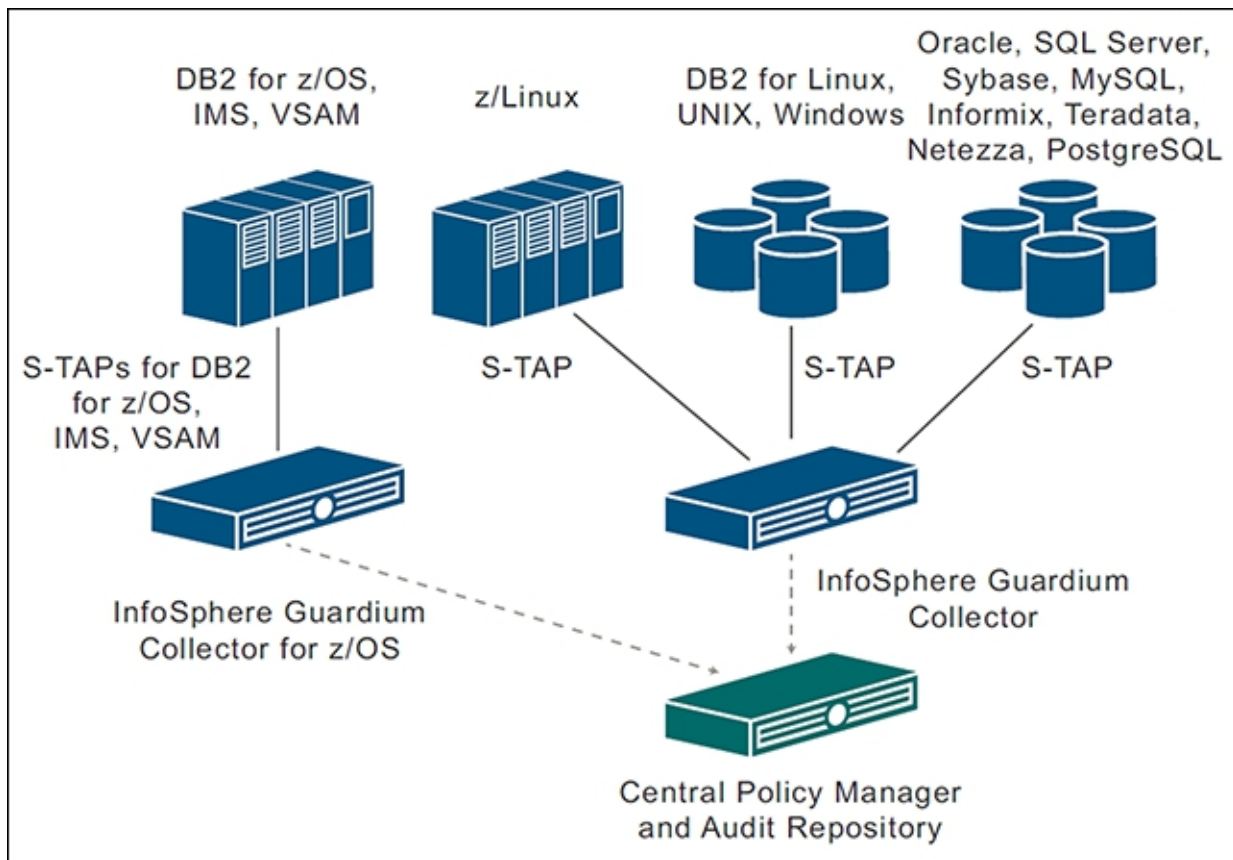 DB2 for z/OS,
IMS, VSAM
z/Linux
DB2 for Linux,
UNIX, Windows
Oracle, SQL Server,
Sybase, MySQL,
Informix, Teradata,
Netezza, PostgreSQL
S-TAPs for DB2
for z/OS,
IMS, VSAM
S-TAP
S-TAP
S-TAP
InfoSphere Guardium
Collector for z/OS
InfoSphere Guardium
Collector
Central Policy Manager
and Audit Repository